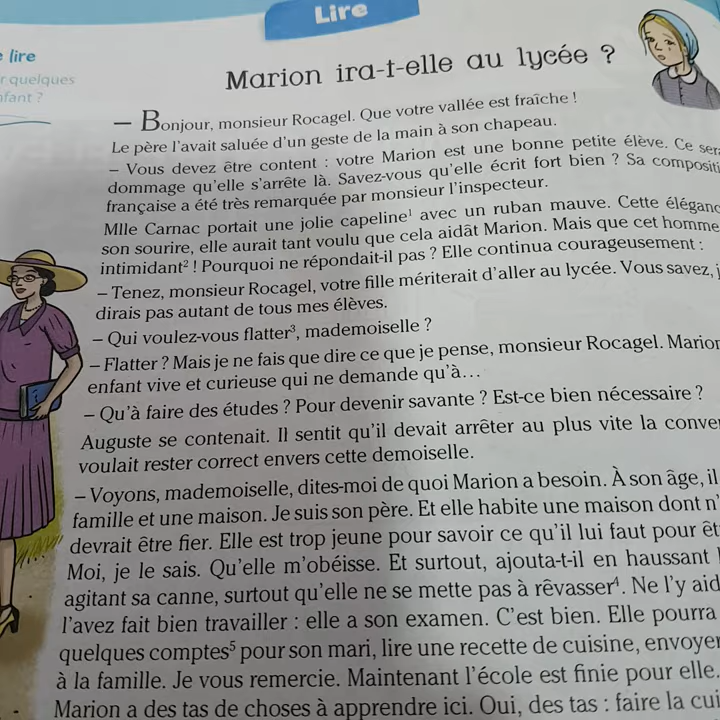 Lire
lire
r quelques
nfant ?
Marion ira-t-elle au lycée ?
– Bonjour, monsieur Rocagel. Que votre vallée est fraîche !
Le père l'avait saluée d'un geste de la main à son chapeau.
– Vous devez être content : votre Marion est une bonne petite élève. Ce ser
dommage qu'elle s'arrête là. Savez-vous qu'elle écrit fort bien ? Sa compositi
française a été très remarquée par monsieur l'inspecteur.
Mlle Carnac portait une jolie capeline¹ avec un ruban mauve. Cette éléganc
son sourire, elle aurait tant voulu que cela aidât Marion. Mais que cet homme
intimidant² ! Pourquoi ne répondait-il pas ? Elle continua courageusement :
– Tenez, monsieur Rocagel, votre fille mériterait d'aller au lycée. Vous savez, j
dirais pas autant de tous mes élèves.
– Qui voulez-vous flatter³, mademoiselle ?
– Flatter ? Mais je ne fais que dire ce que je pense, monsieur Rocagel. Marion
enfant vive et curieuse qui ne demande qu'à…
– Qu'à faire des études ? Pour devenir savante ? Est-ce bien nécessaire ?
Auguste se contenait. Il sentit qu'il devait arrêter au plus vite la conver
voulait rester correct envers cette demoiselle.
– Voyons, mademoiselle, dites-moi de quoi Marion a besoin. À son âge, il
famille et une maison. Je suis son père. Et elle habite une maison dont n'
devrait être fier. Elle est trop jeune pour savoir ce qu'il lui faut pour êt
Moi, je le sais. Qu'elle m'obéisse. Et surtout, ajouta-t-il en haussant l
agitant sa canne, surtout qu'elle ne se mette pas à rêvasser⁴. Ne l'y aid
l'avez fait bien travailler : elle a son examen. C'est bien. Elle pourra
quelques comptes⁵ pour son mari, lire une recette de cuisine, envoyer
à la famille. Je vous remercie. Maintenant l'école est finie pour elle.
Marion a des tas de choses à apprendre ici. Oui, des tas : faire la cui